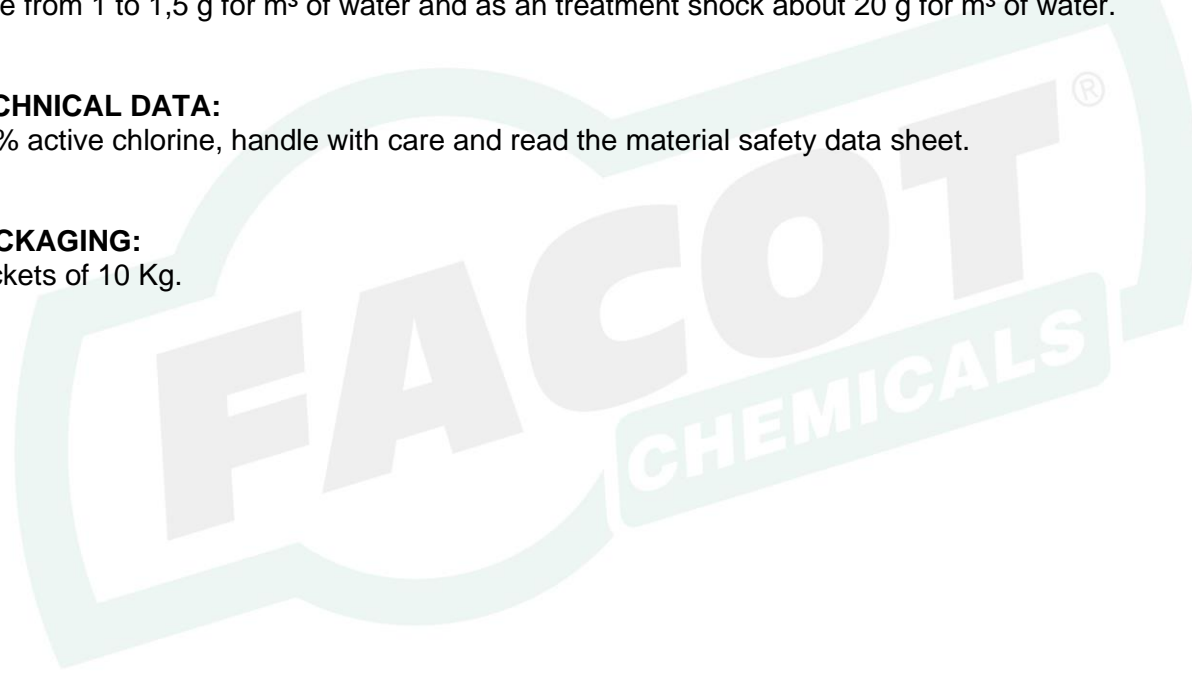 e from 1 to 1,5 g for m³ of water and as an treatment shock about 20 g for m³ of water.
CHNICAL DATA:
% active chlorine, handle with care and read the material safety data sheet.
CKAGING:
ckets of 10 Kg.
FACOT®
CHEMICALS